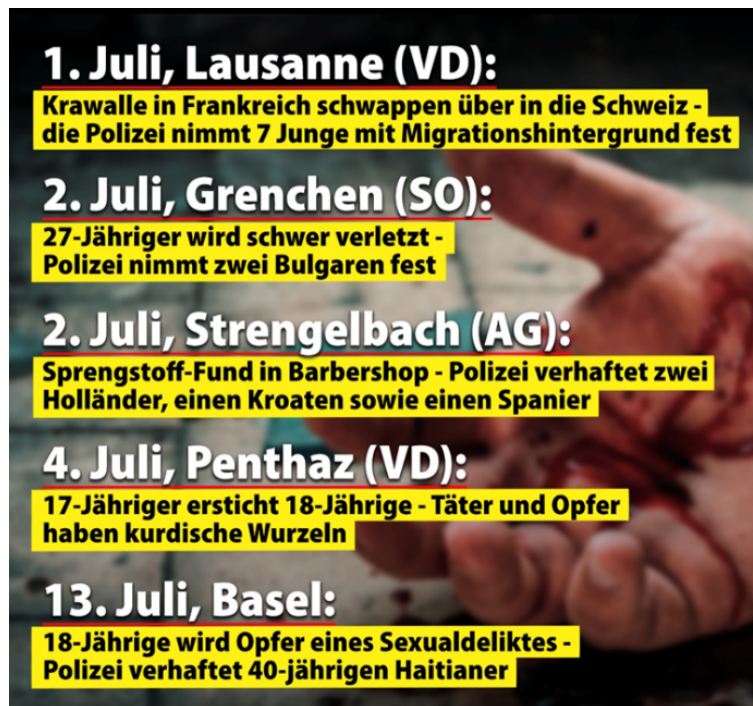 1. Juli, Lausanne (VD):
Krawalle in Frankreich schwappen über in die Schweiz -
die Polizei nimmt 7 Junge mit Migrationshintergrund fest
2. Juli, Grenchen (SO):
27-Jähriger wird schwer verletzt -
Polizei nimmt zwei Bulgaren fest
2. Juli, Strengelbach (AG):
Sprengstoff-Fund in Barbershop - Polizei verhaftet zwei
Holländer, einen Kroaten sowie einen Spanier
4. Juli, Penthaz (VD):
17-Jähriger ersticht 18-Jährige - Täter und Opfer
haben kurdische Wurzeln
13. Juli, Basel:
18-Jährige wird Opfer eines Sexualdeliktes -
Polizei verhaftet 40-jährigen Haitianer